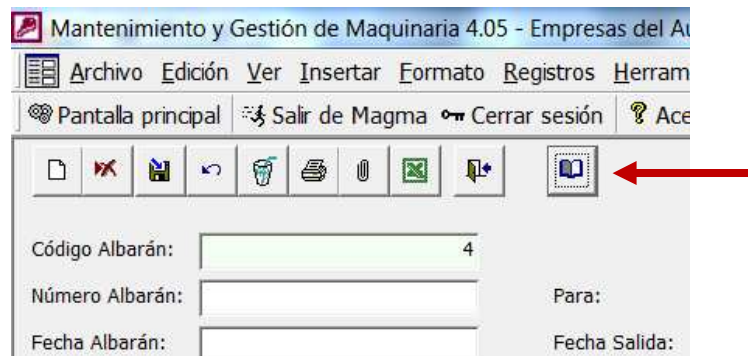 Mantenimiento y Gestión de Maquinaria 4.05 - Empresas del Au
Archivo Edición Ver Insertar Formato Registros Herram
Pantalla principal Salir de Magma Cerrar sesión Ace
Código Albarán: 4
Número Albarán: Para:
Fecha Albarán: Fecha Salida: